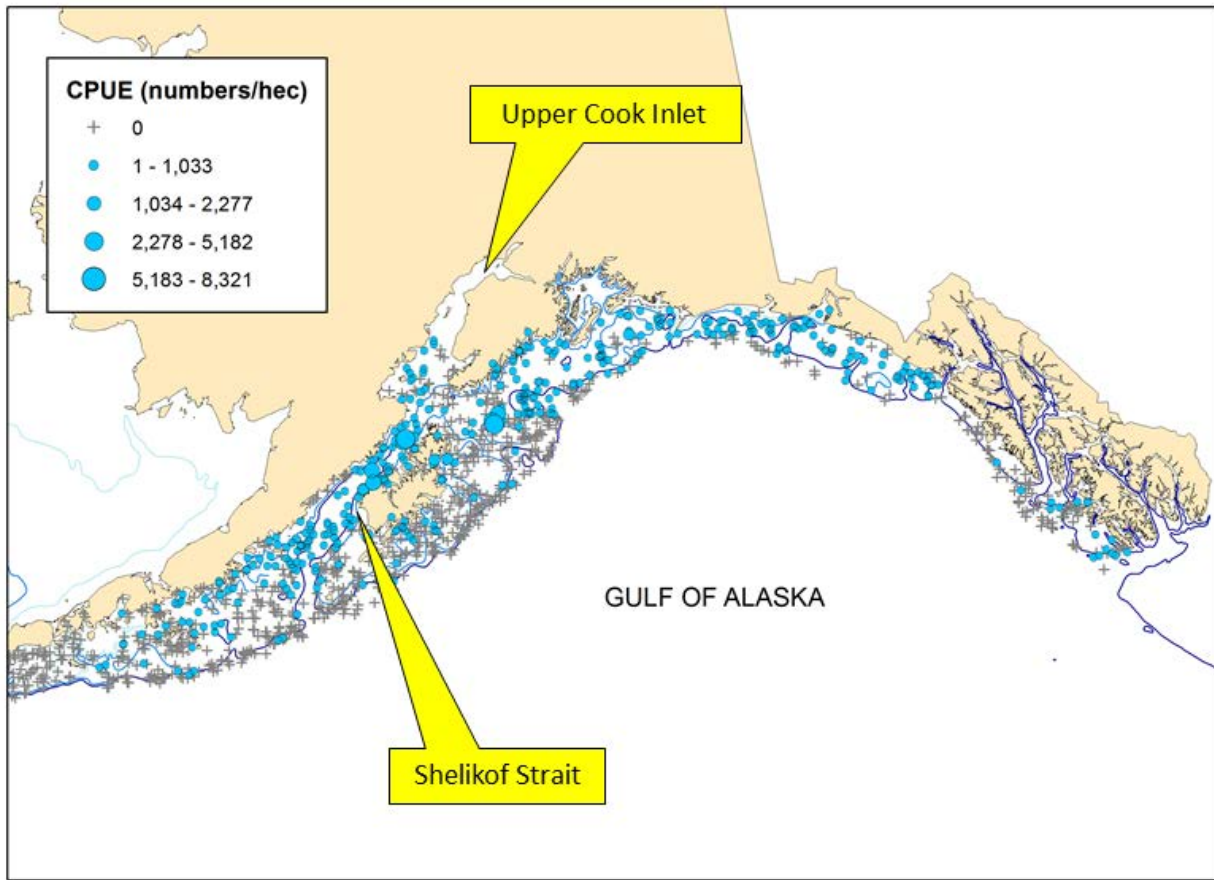 CPUE (numbers/hec)
0
1 - 1,033
1,034 - 2,277
2,278 - 5,182
5,183 - 8,321
Upper Cook Inlet
GULF OF ALASKA
Shelikof Strait